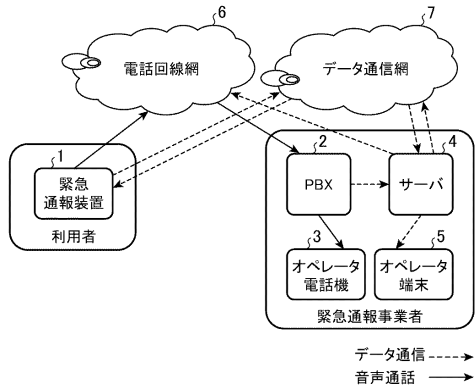 6
電話回線網
7
データ通信網
1
緊急
通報装置
利用者
2
PBX
4
サーバ
3
オペレータ
電話機
5
オペレータ
端末
緊急通報事業者
データ通信
音声通話